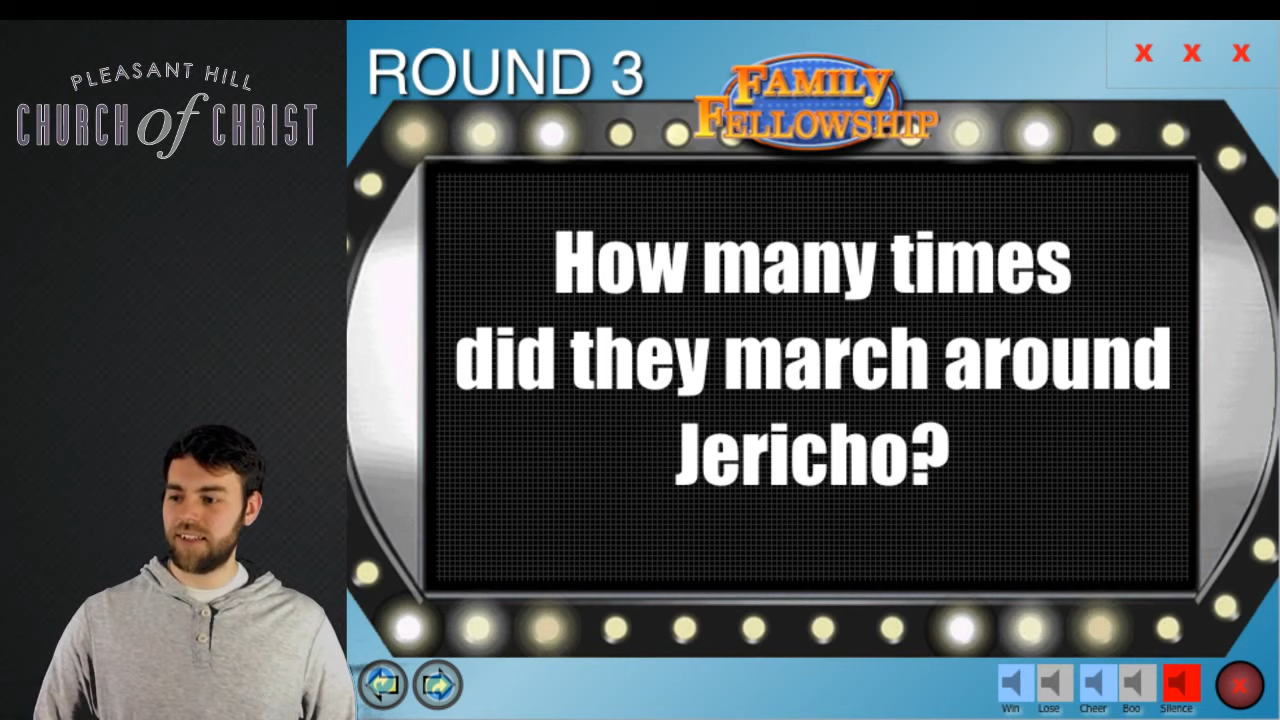 PLEASANT HILL
CHURCH of CHRIST
ROUND 3
FAMILY
FELLOWSHIP
X X X
How many times
did they march around
Jericho?
Win Lose Cheer Boo Silence
X